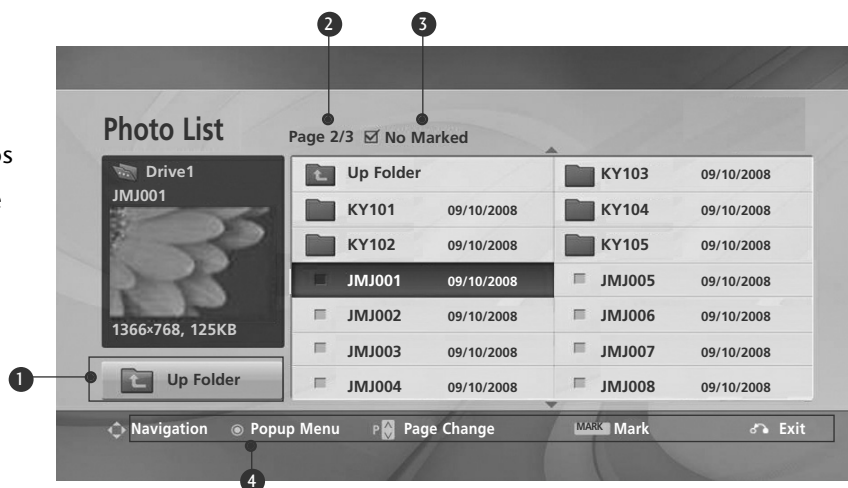 2
3
Photo List
Page 2/3 No Marked
Drive1
JMJ001
1366×768, 125KB
Up Folder
KY103 09/10/2008
KY101 09/10/2008
KY104 09/10/2008
KY102 09/10/2008
KY105 09/10/2008
JMJ001 09/10/2008
JMJ005 09/10/2008
JMJ002 09/10/2008
JMJ006 09/10/2008
JMJ003 09/10/2008
JMJ007 09/10/2008
JMJ004 09/10/2008
JMJ008 09/10/2008
1
Up Folder
Navigation Popup Menu P Page Change MARK Mark Exit
4